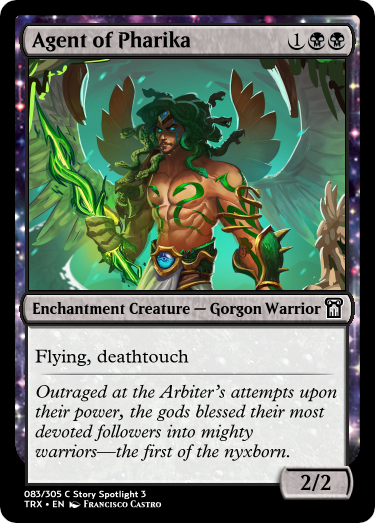 Agent of Pharika 1
Enchantment Creature — Gorgon Warrior
Flying, deathtouch
Outraged at the Arbiter's attempts upon
their power, the gods blessed their most
devoted followers into mighty
warriors—the first of the nyxborn.
2/2
083/305 C Story Spotlight 3
TRX • EN Francisco Castro